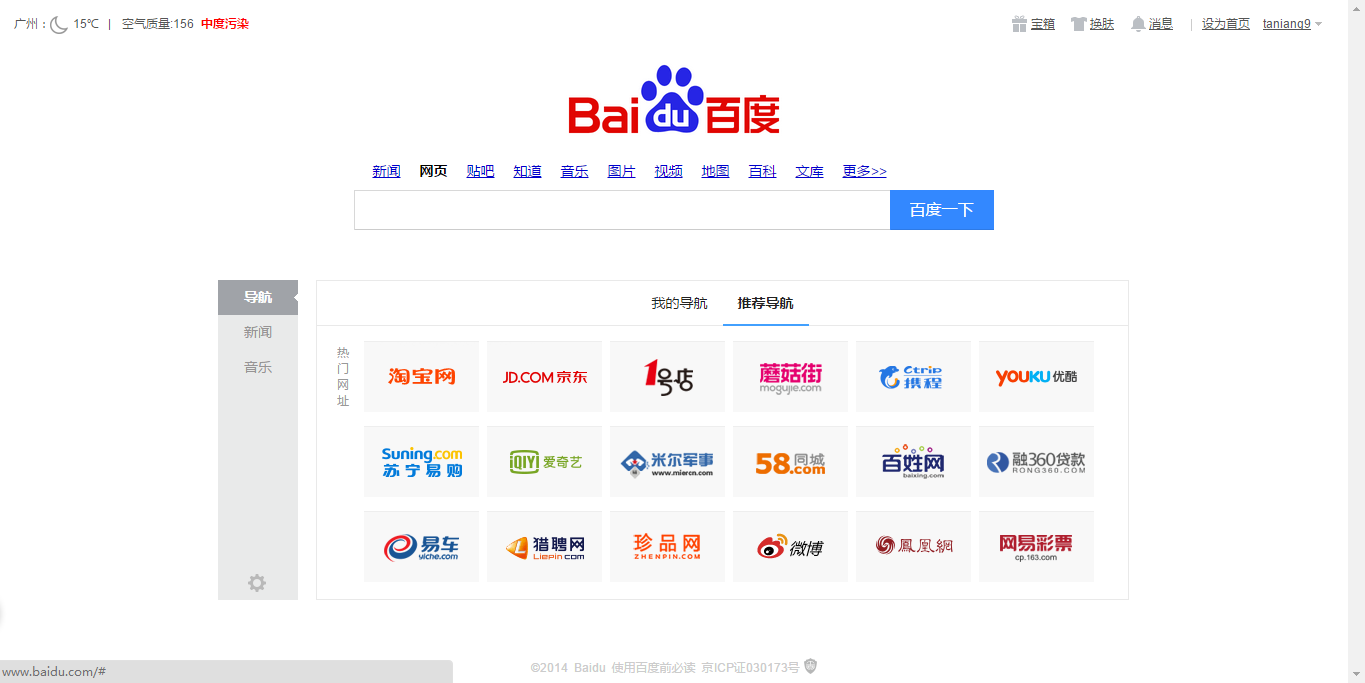 广州： 15℃ | 空气质量:156 中度污染
宝箱 换肤 消息 | 设为首页 taniang9
Bai du 百度
新闻 网页 贴吧 知道 音乐 图片 视频 地图 百科 文库 更多>>
百度一下
导航
新闻
音乐
我的导航 推荐导航
热门网址
淘宝网 JD.COM 京东 1号店 蘑菇街 mogujie.com Ctrip 携程 YOUKU 优酷
Suning.com 苏宁易购 iQIYI 爱奇艺 米尔军事 www.miercn.com 58同城 .com 百姓网 baixing.com 融360贷款 RONG360.COM
易车 yiche.com 猎聘网 Liepin.com 珍品网 ZHENPIN.COM 微博 鳳凰網 网易彩票 cp.163.com
©2014 Baidu 使用百度前必读 京ICP证030173号
www.baidu.com/#